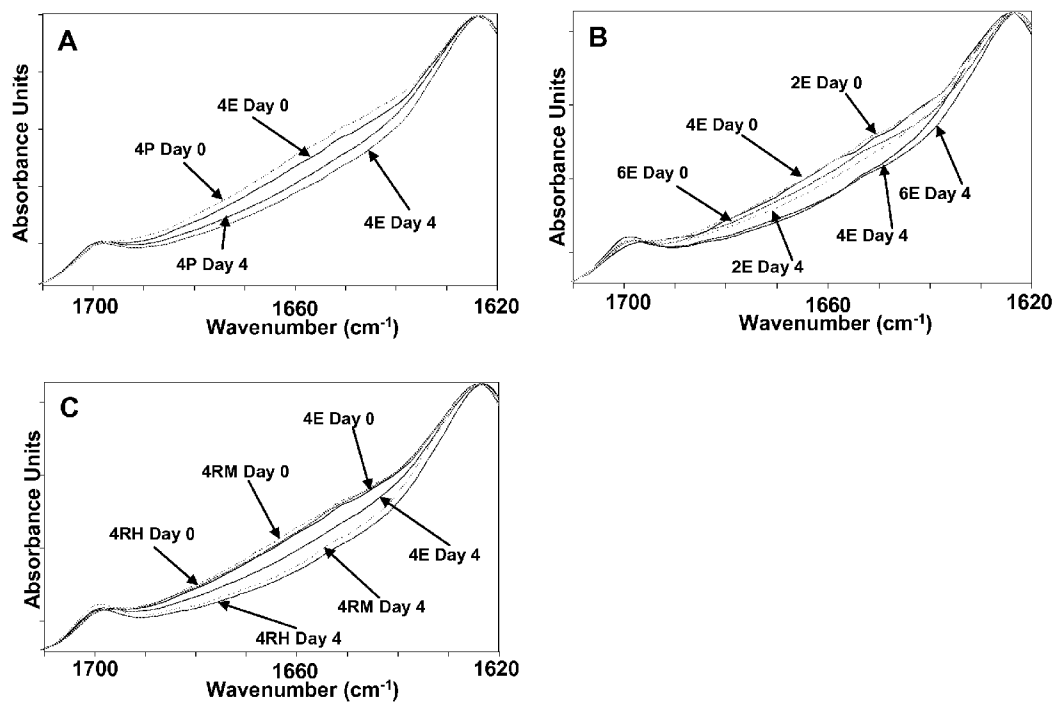 A
4E Day 0
4P Day 0
4E Day 4
4P Day 4
Absorbance Units
1700 1660 1620
Wavenumber (cm⁻¹)
B
2E Day 0
4E Day 0
6E Day 0
6E Day 4
4E Day 4
2E Day 4
Absorbance Units
1700 1660 1620
Wavenumber (cm⁻¹)
C
4E Day 0
4RM Day 0
4RH Day 0
4E Day 4
4RM Day 4
4RH Day 4
Absorbance Units
1700 1660 1620
Wavenumber (cm⁻¹)